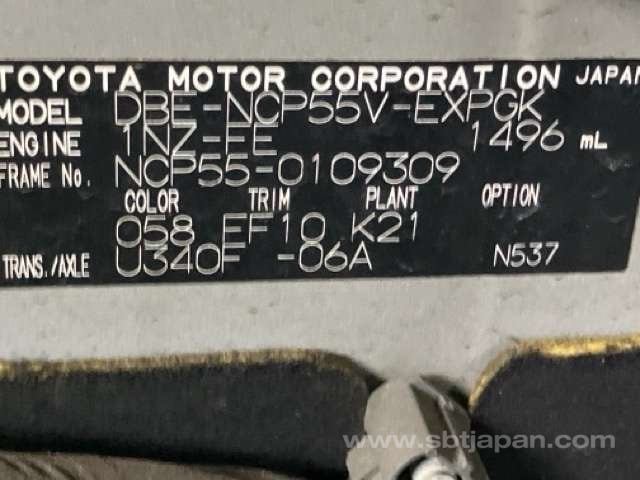 TOYOTA MOTOR CORPORATION JAPAN
MODEL DBE-NCP55V-EXPGK
ENGINE 1NZ-FE 1496 mL
FRAME No. NCP55-0109309
COLOR TRIM PLANT OPTION
058 EF10 K21
TRANS./AXLE U340F -06A N537
www.sbtjapan.com